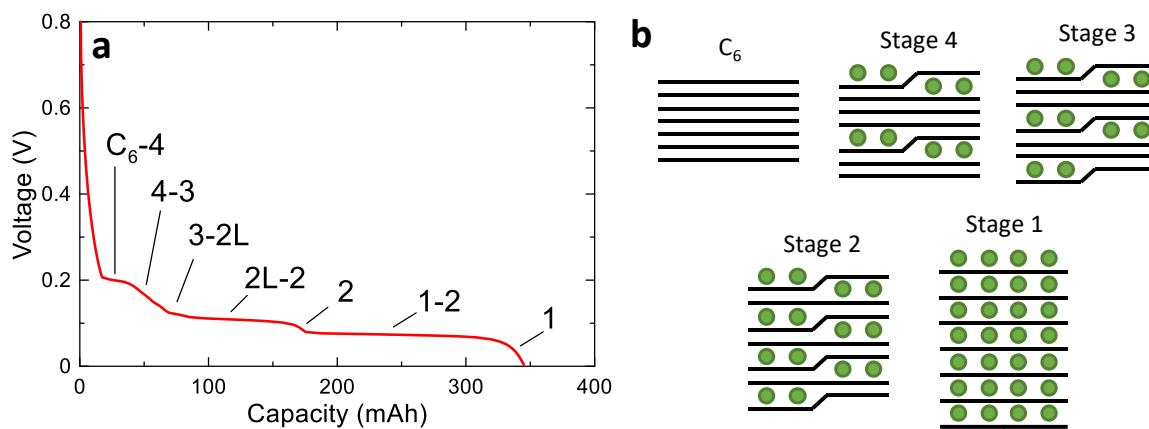 a
0.8
0.6
0.4
0.2
0
Voltage (V)
C6-4
4-3
3-2L
2L-2
2
1-2
1
0
100
200
300
400
Capacity (mAh)
b
C6
Stage 4
Stage 3
Stage 2
Stage 1